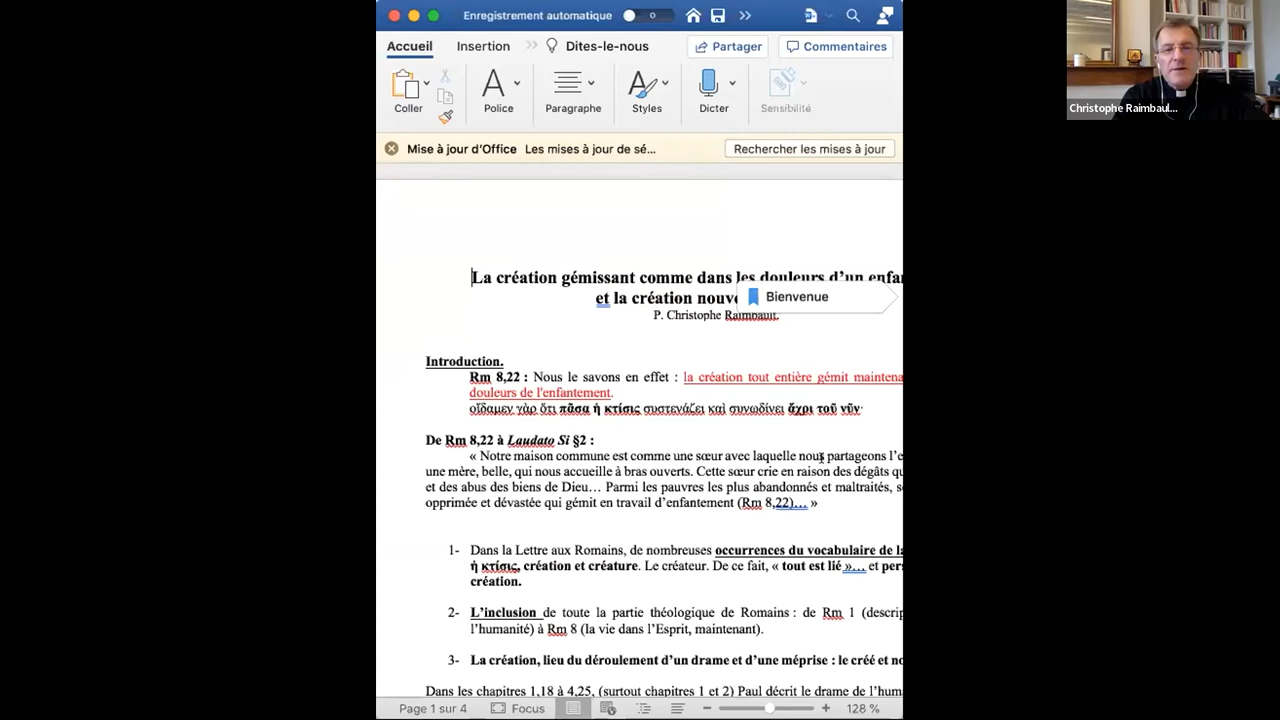 Enregistrement automatique
Accueil Insertion Dites-le-nous Partager Commentaires
Coller Police Paragraphe Styles Dicter Sensibilité
Mise à jour d'Office Les mises à jour de sé... Rechercher les mises à jour
Christophe Raimbaul...
La création gémissant comme dans les douleurs d'un enfan
et la création nouv
Bienvenue
P. Christophe Raimbault.
Introduction.
Rm 8,22 : Nous le savons en effet : la création tout entière gémit maintena
douleurs de l'enfantement.
οἴδαμεν γὰρ ὅτι πᾶσα ἡ κτίσις συστενάζει καὶ συνωδίνει ἄχρι τοῦ νῦν·
De Rm 8,22 à Laudato Si §2 :
« Notre maison commune est comme une sœur avec laquelle nous partageons l'e
une mère, belle, qui nous accueille à bras ouverts. Cette sœur crie en raison des dégâts qu
et des abus des biens de Dieu… Parmi les pauvres les plus abandonnés et maltraités, s
opprimée et dévastée qui gémit en travail d'enfantement (Rm 8,22)… »
1- Dans la Lettre aux Romains, de nombreuses occurrences du vocabulaire de la
ἡ κτίσις, création et créature. Le créateur. De ce fait, « tout est lié »… et pers
création.
2- L'inclusion de toute la partie théologique de Romains : de Rm 1 (descrip
l'humanité) à Rm 8 (la vie dans l'Esprit, maintenant).
3- La création, lieu du déroulement d'un drame et d'une méprise : le créé et no
Dans les chapitres 1,18 à 4,25, (surtout chapitres 1 et 2) Paul décrit le drame de l'hum
Page 1 sur 4 Focus 128 %